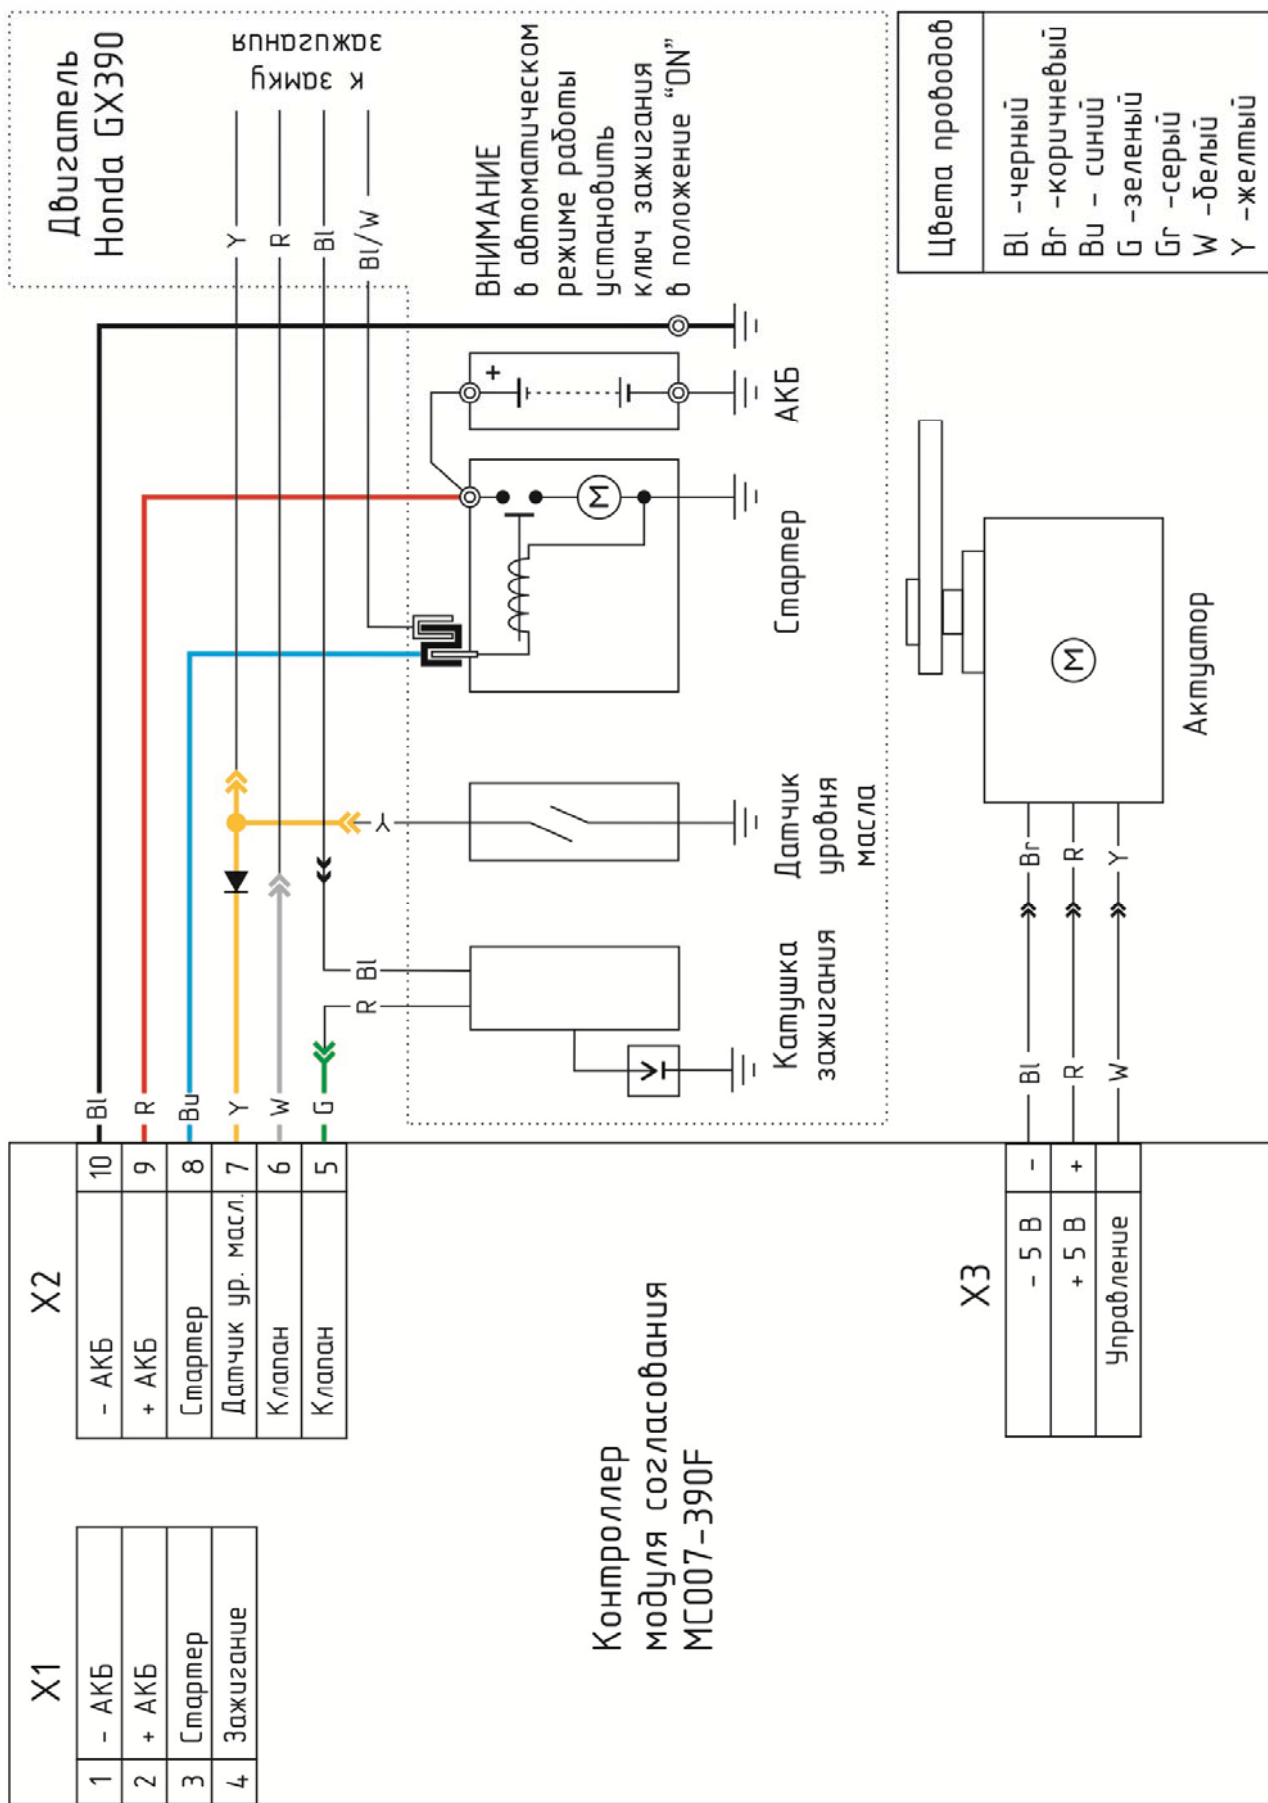 X1
1 - АКБ
2 + АКБ
3 Стартер
4 Зажигание
X2
- АКБ 10 Bl
+ АКБ 9 R
Стартер 8 Bu
Датчик ур. масл. 7 Y
Клапан 6 W
Клапан 5 G
Двигатель
Honda GX390
Y
R
Bl
Bl/W
К замку
зажигания
R
Bl
Y
ВНИМАНИЕ
в автоматическом
режиме работы
установить
ключ зажигания
в положение “ON”
+
M
Катушка
зажигания
Датчик
уровня
масла
Стартер
АКБ
Контроллер
модуля согласования
МС007-390F
X3
- 5 В - Bl Br
+ 5 В + R R
Управление W Y
M
Актуатор
Цвета проводов
Bl -черный
Br -коричневый
Bu - синий
G -зеленый
Gr -серый
W -белый
Y -желтый